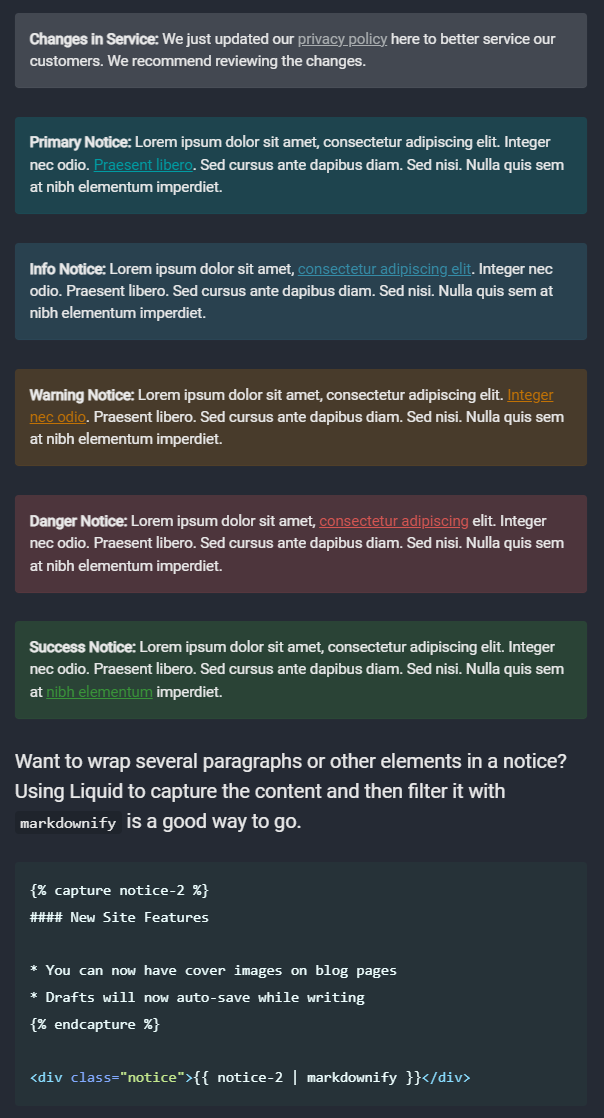 Changes in Service: We just updated our privacy policy here to better service our
customers. We recommend reviewing the changes.
Primary Notice: Lorem ipsum dolor sit amet, consectetur adipiscing elit. Integer
nec odio. Praesent libero. Sed cursus ante dapibus diam. Sed nisi. Nulla quis sem
at nibh elementum imperdiet.
Info Notice: Lorem ipsum dolor sit amet, consectetur adipiscing elit. Integer nec
odio. Praesent libero. Sed cursus ante dapibus diam. Sed nisi. Nulla quis sem at
nibh elementum imperdiet.
Warning Notice: Lorem ipsum dolor sit amet, consectetur adipiscing elit. Integer
nec odio. Praesent libero. Sed cursus ante dapibus diam. Sed nisi. Nulla quis sem
at nibh elementum imperdiet.
Danger Notice: Lorem ipsum dolor sit amet, consectetur adipiscing elit. Integer
nec odio. Praesent libero. Sed cursus ante dapibus diam. Sed nisi. Nulla quis sem
at nibh elementum imperdiet.
Success Notice: Lorem ipsum dolor sit amet, consectetur adipiscing elit. Integer
nec odio. Praesent libero. Sed cursus ante dapibus diam. Sed nisi. Nulla quis sem
at nibh elementum imperdiet.
Want to wrap several paragraphs or other elements in a notice?
Using Liquid to capture the content and then filter it with
markdownify is a good way to go.
{% capture notice-2 %}
#### New Site Features
* You can now have cover images on blog pages
* Drafts will now auto-save while writing
{% endcapture %}
<div class="notice">{{ notice-2 | markdownify }}</div>